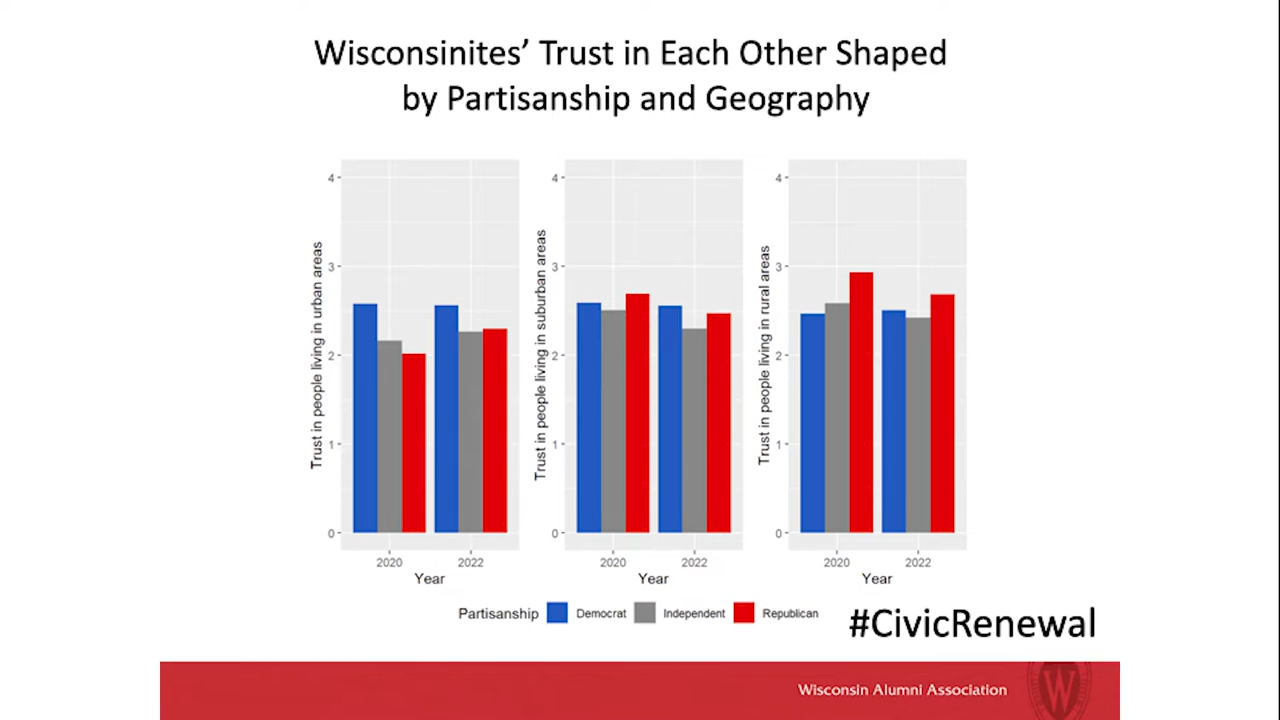 Wisconsinites’ Trust in Each Other Shaped
by Partisanship and Geography
Trust in people living in urban areas
4
3
2
1
0
2020 2022
Year
Trust in people living in suburban areas
4
3
2
1
0
2020 2022
Year
Trust in people living in rural areas
4
3
2
1
0
2020 2022
Year
Partisanship Democrat Independent Republican
#CivicRenewal
Wisconsin Alumni Association
W